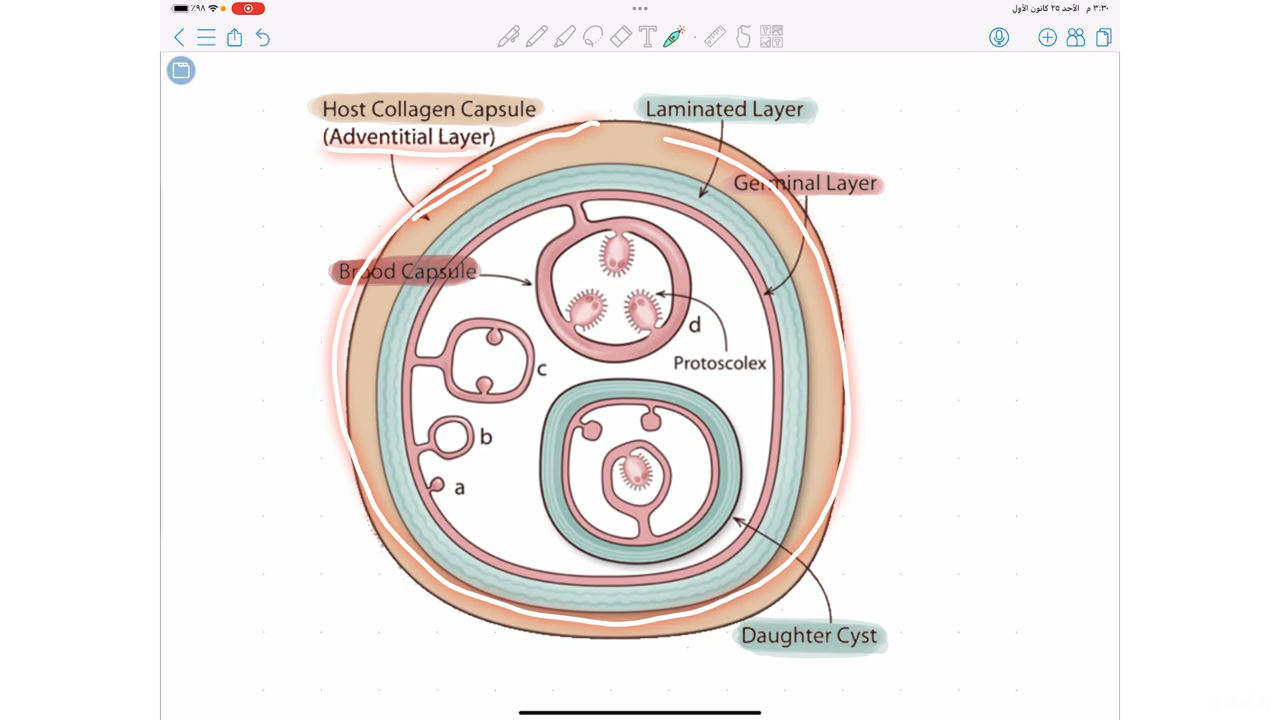 ٪٩٨
٣:٣٠ م الأحد ٢٥ كانون الأول
Host Collagen Capsule
(Adventitial Layer)
Laminated Layer
Germinal Layer
Brood Capsule
d
Protoscolex
c
b
a
Daughter Cyst